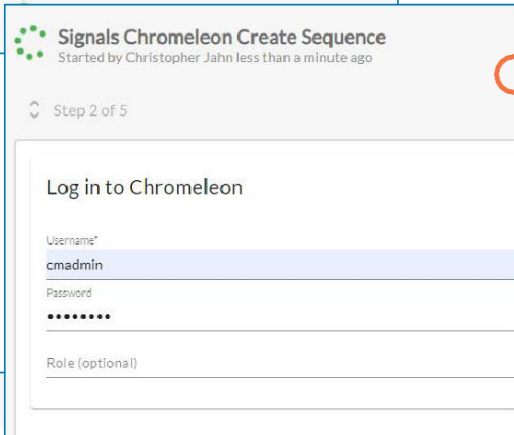 Signals Chromeleon Create Sequence
Started by Christopher Jahn less than a minute ago
Step 2 of 5
Log in to Chromeleon
Username*
cmadmin
Password
••••••••
Role (optional)